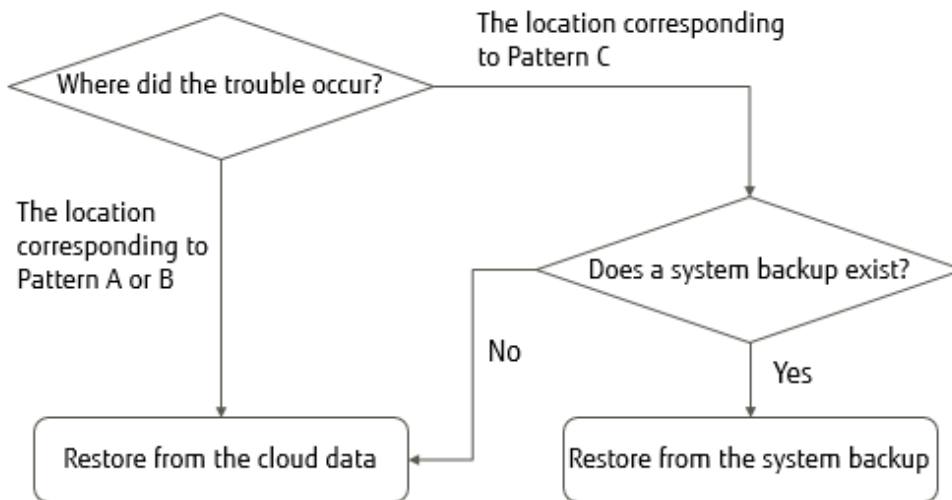 The location corresponding
to Pattern C
Where did the trouble occur?
The location
corresponding to
Pattern A or B
Does a system backup exist?
No
Yes
Restore from the cloud data
Restore from the system backup